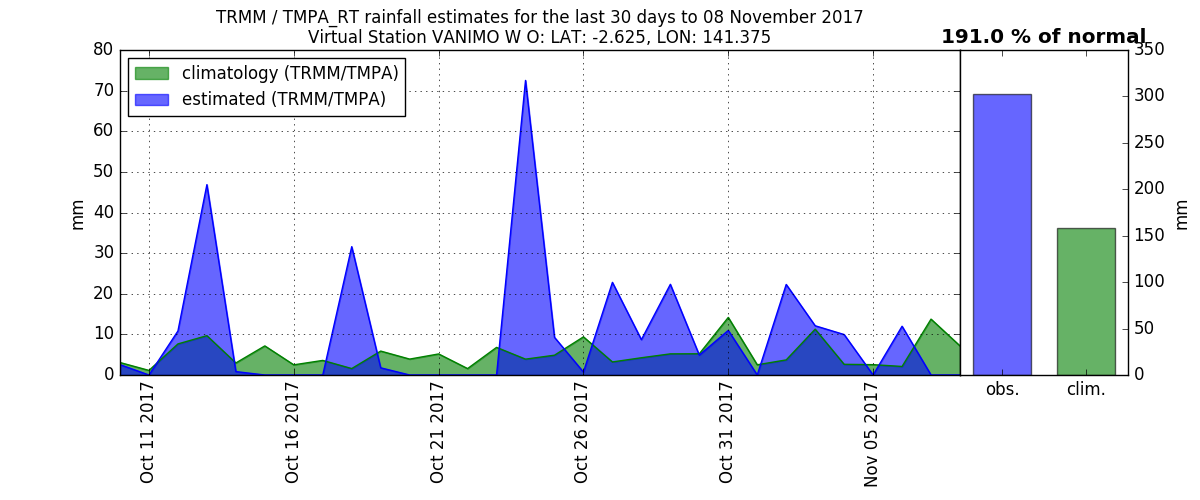 TRMM / TMPA_RT rainfall estimates for the last 30 days to 08 November 2017
Virtual Station VANIMO W O: LAT: -2.625, LON: 141.375
191.0 % of normal
climatology (TRMM/TMPA)
estimated (TRMM/TMPA)
mm
80
70
60
50
40
30
20
10
0
Oct 11 2017
Oct 16 2017
Oct 21 2017
Oct 26 2017
Oct 31 2017
Nov 05 2017
obs.
clim.
350
300
250
200
150
100
50
0
mm